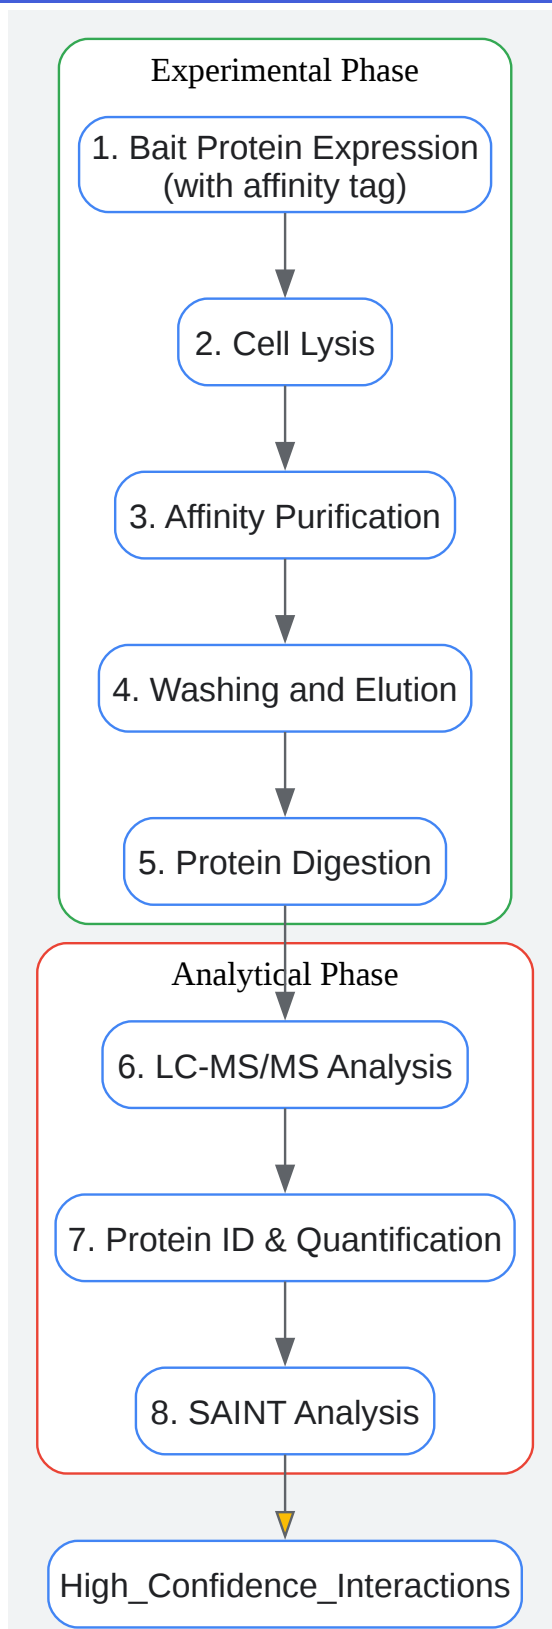 Experimental Phase
1. Bait Protein Expression
(with affinity tag)
2. Cell Lysis
3. Affinity Purification
4. Washing and Elution
5. Protein Digestion
Analytical Phase
6. LC-MS/MS Analysis
7. Protein ID & Quantification
8. SAINT Analysis
High_Confidence_Interactions